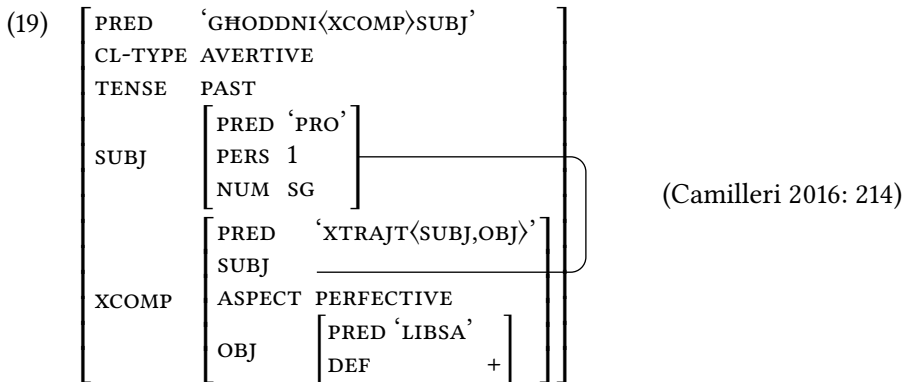 (19) PRED ‘GĦODDNI⟨XCOMP⟩SUBJ’
CL-TYPE AVERTIVE
TENSE PAST
PRED ‘PRO’
SUBJ PERS 1
NUM SG
(Camilleri 2016: 214)
PRED ‘XTRAJT⟨SUBJ,OBJ⟩’
SUBJ
XCOMP ASPECT PERFECTIVE
PRED ‘LIBSA’
OBJ
DEF +